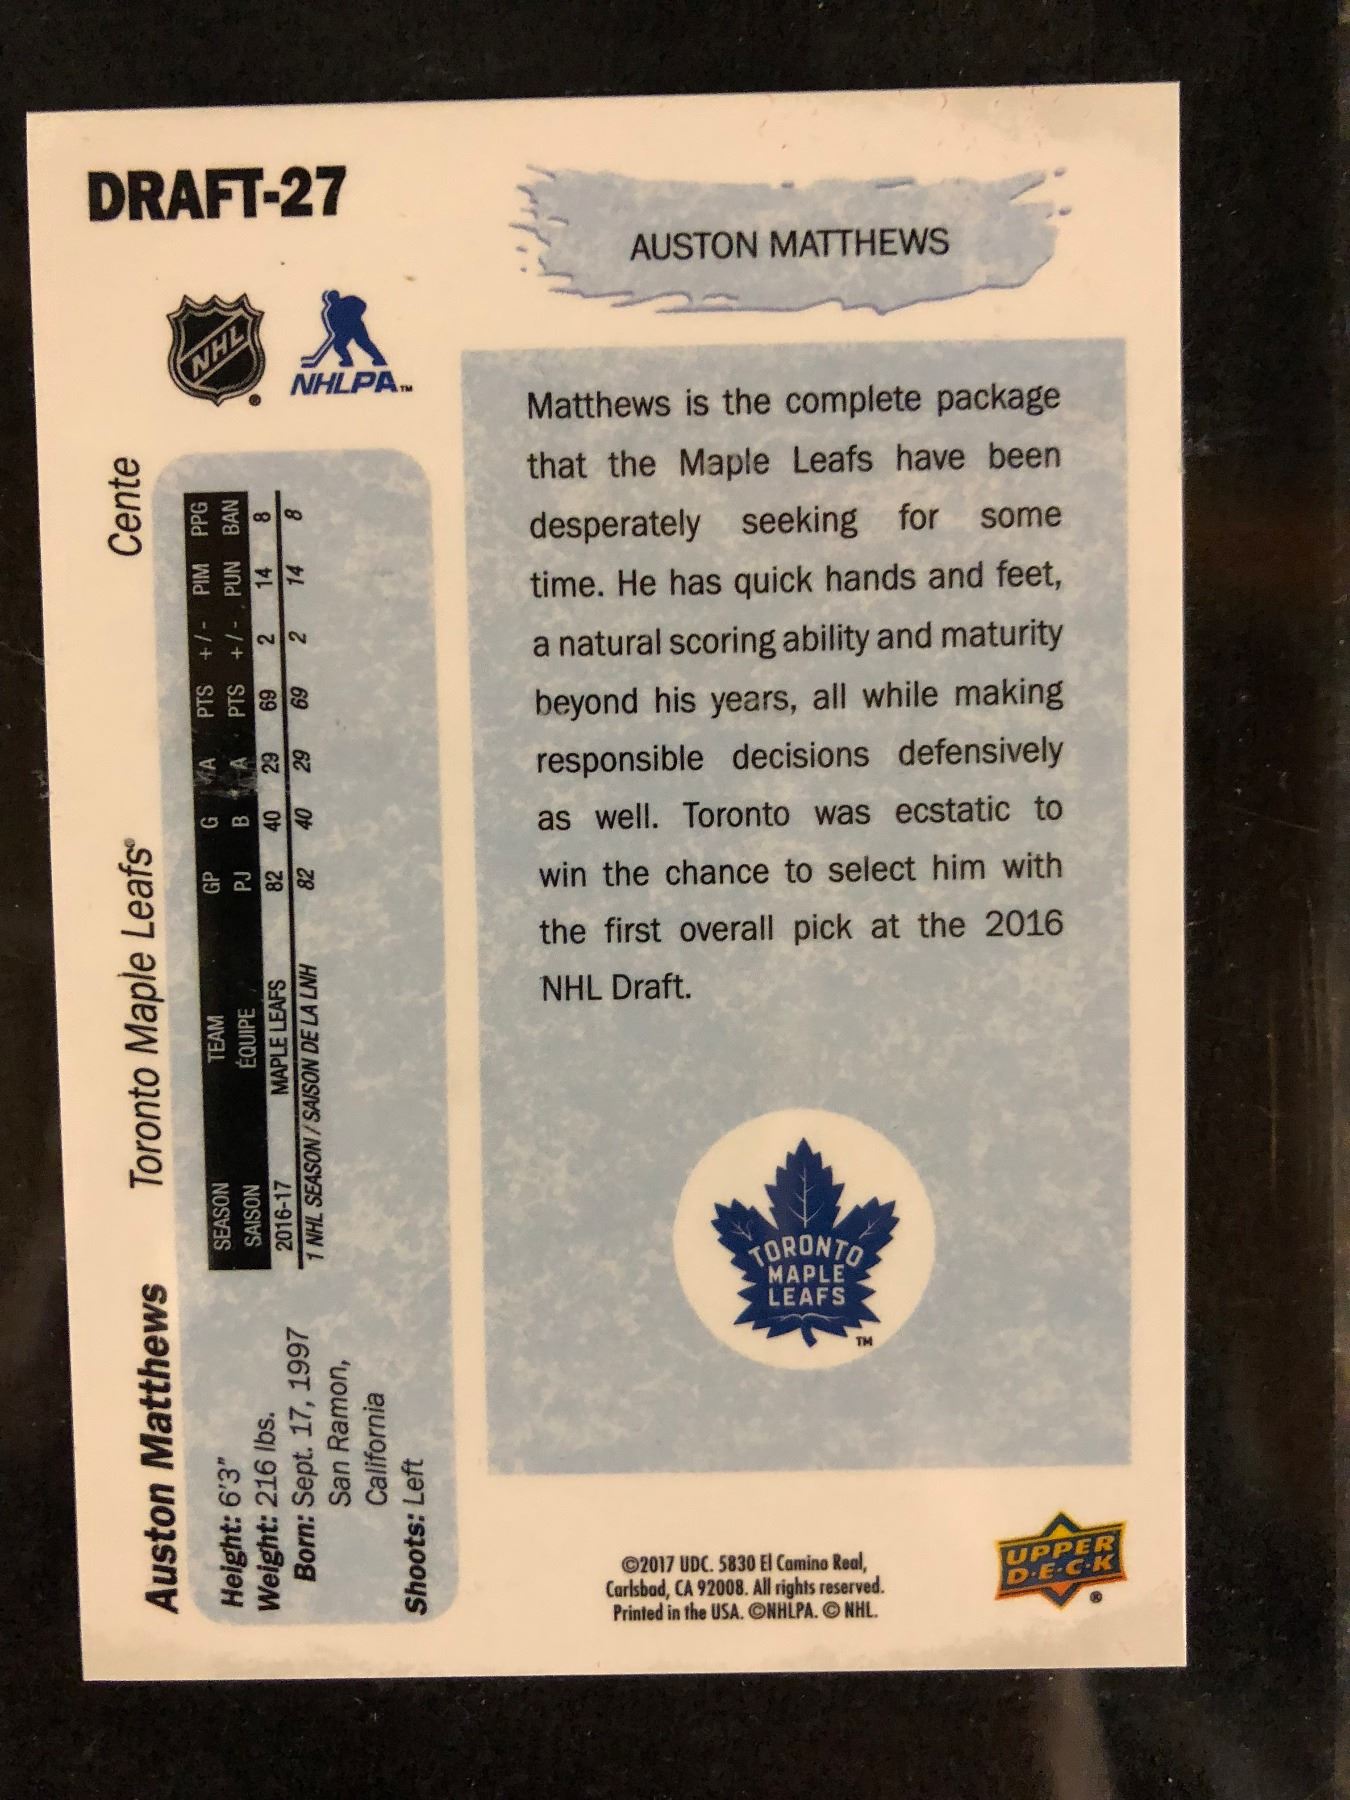 DRAFT-27
NHL
NHLPA™
AUSTON MATTHEWS
Matthews is the complete package
that the Maple Leafs have been
desperately seeking for some
time. He has quick hands and feet,
a natural scoring ability and maturity
beyond his years, all while making
responsible decisions defensively
as well. Toronto was ecstatic to
win the chance to select him with
the first overall pick at the 2016
NHL Draft.
TORONTO
MAPLE
LEAFS
™
Auston Matthews Toronto Maple Leafs® Cente
Height: 6'3"
Weight: 216 lbs.
Born: Sept. 17, 1997
San Ramon,
California
Shoots: Left
SEASON TEAM GP G A PTS +/- PIM PPG
SAISON ÉQUIPE PJ B A PTS +/- PUN BAN
2016-17 MAPLE LEAFS 82 40 29 69 2 14 8
1 NHL SEASON / SAISON DE LA LNH 82 40 29 69 2 14 8
©2017 UDC. 5830 El Camino Real,
Carlsbad, CA 92008. All rights reserved.
Printed in the USA. ©NHLPA. © NHL.
UPPER
D·E·C·K
®